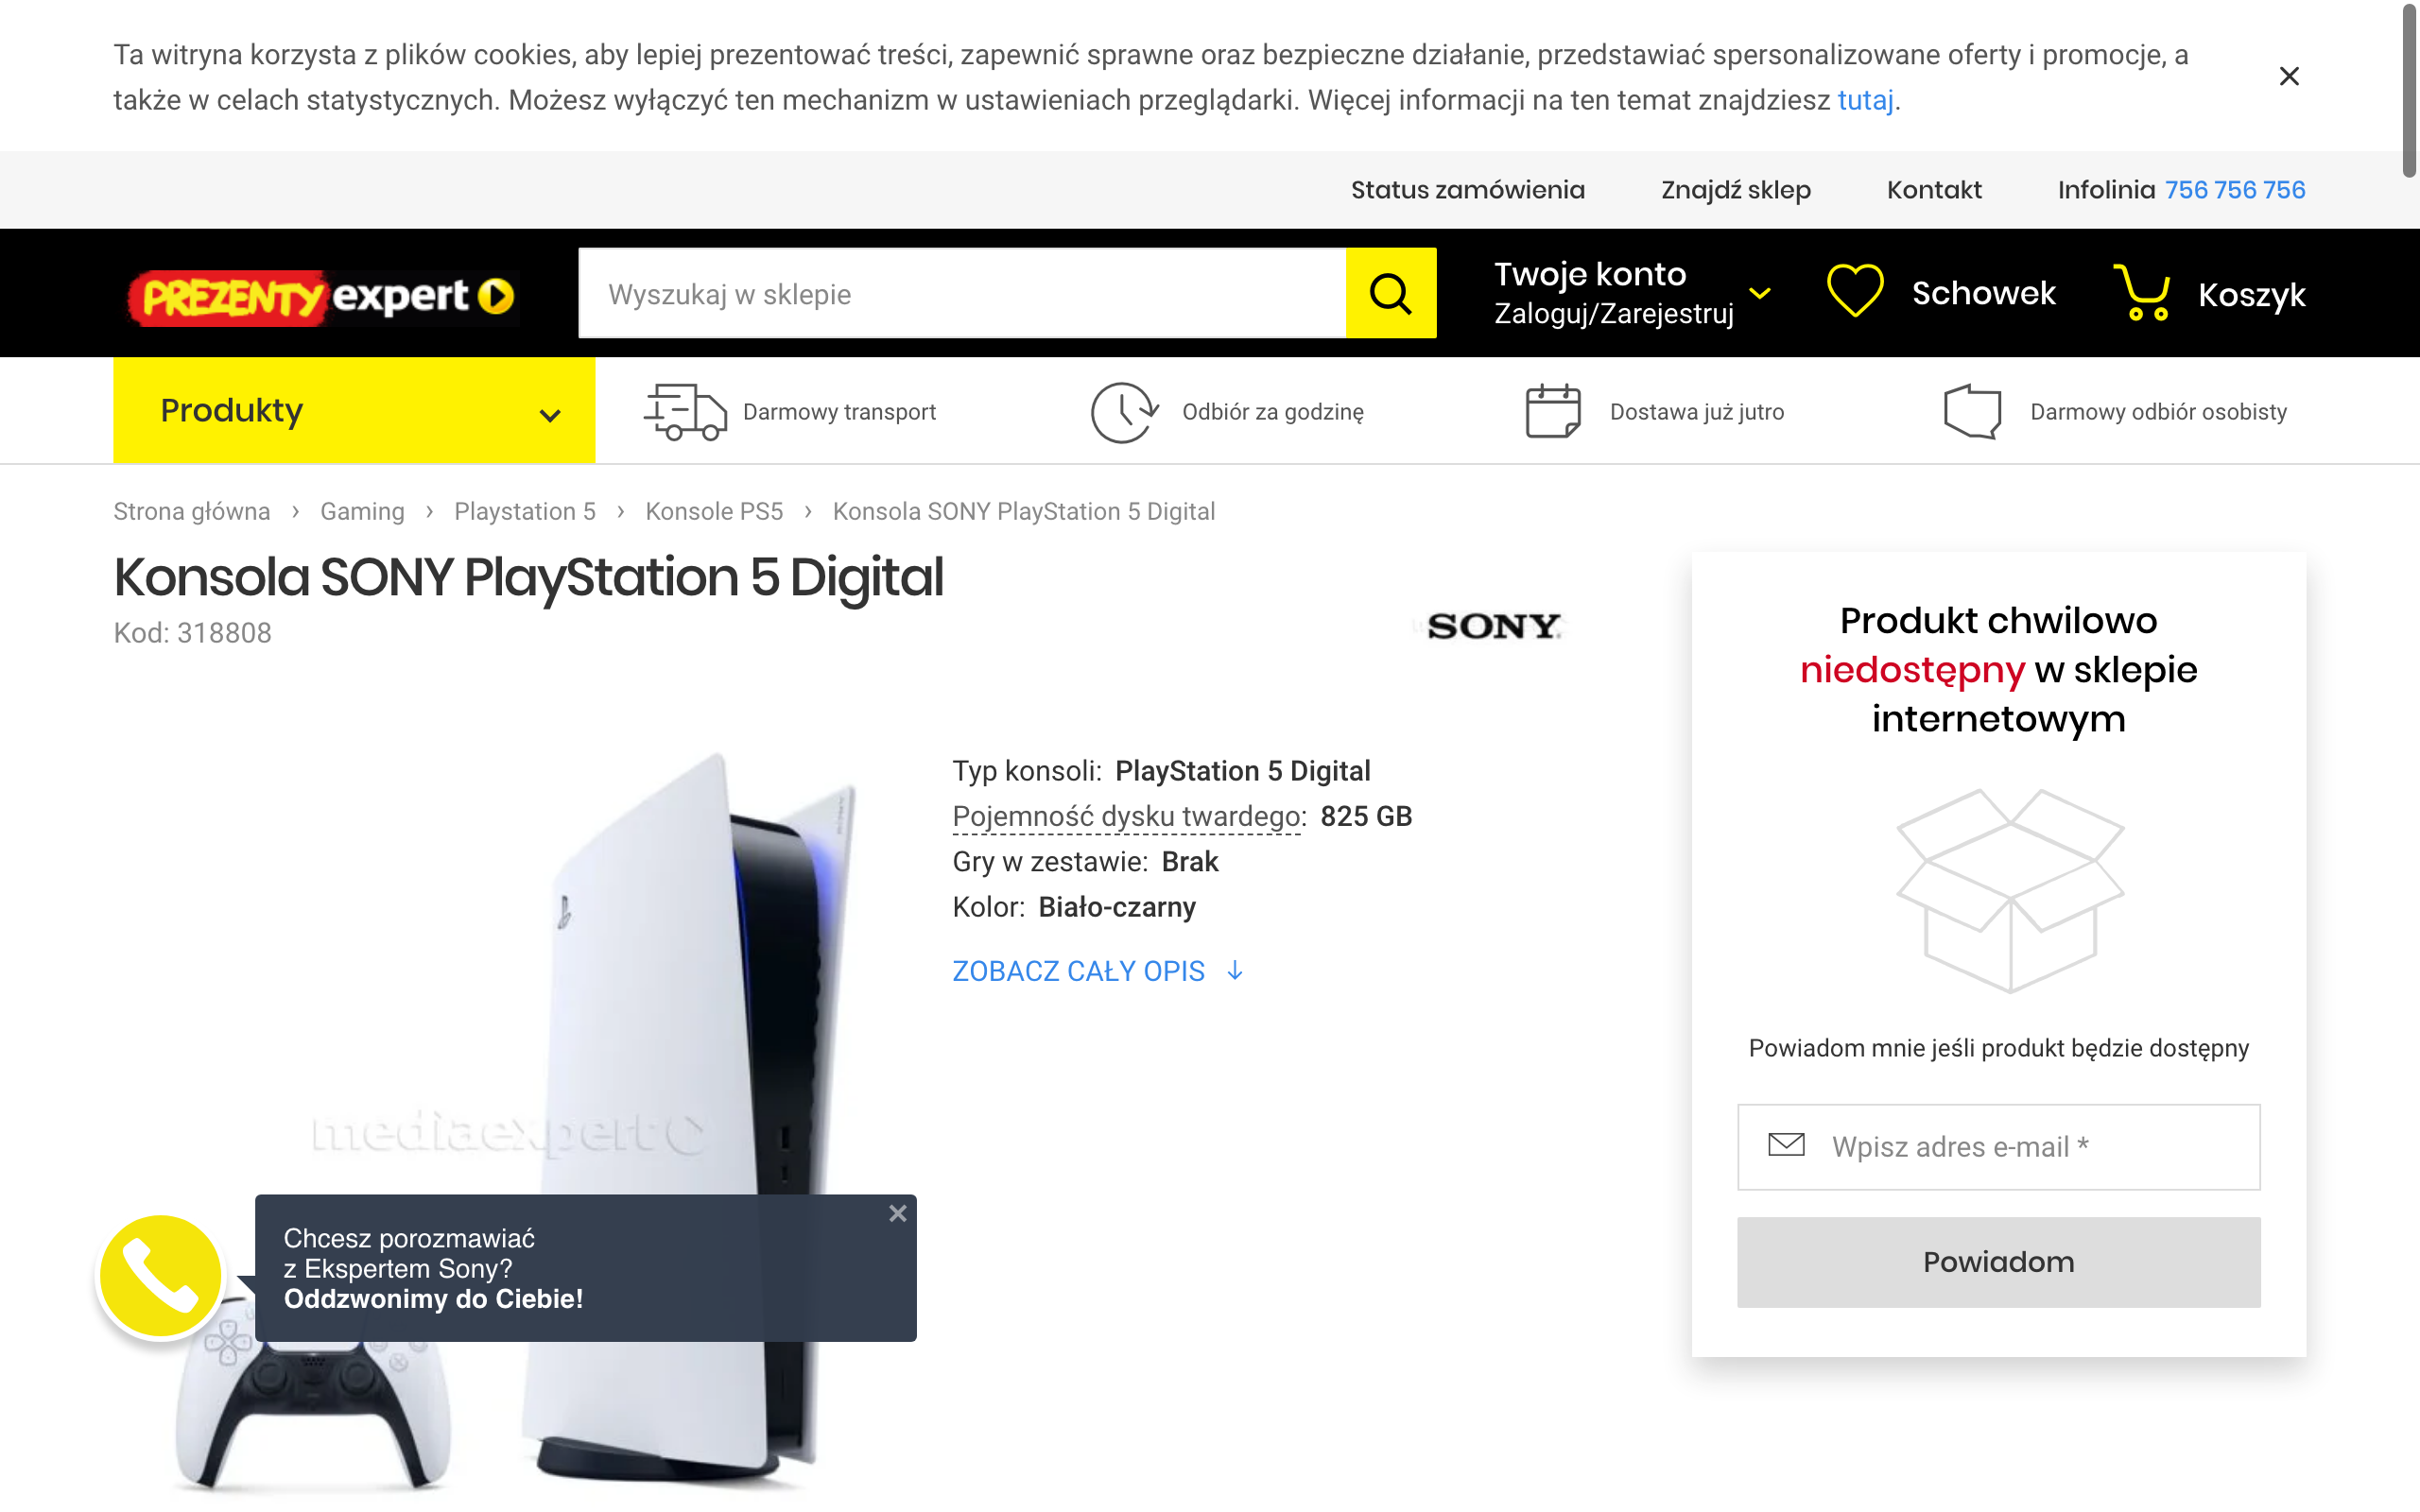 Ta witryna korzysta z plików cookies, aby lepiej prezentować treści, zapewnić sprawne oraz bezpieczne działanie, przedstawiać spersonalizowane oferty i promocje, a
także w celach statystycznych. Możesz wyłączyć ten mechanizm w ustawieniach przeglądarki. Więcej informacji na ten temat znajdziesz tutaj.
Status zamówienia
Znajdź sklep
Kontakt
Infolinia 756 756 756
PREZENTY expert
Wyszukaj w sklepie
Twoje konto
Zaloguj/Zarejestruj
Schowek
Koszyk
Produkty
Darmowy transport
Odbiór za godzinę
Dostawa już jutro
Darmowy odbiór osobisty
Strona główna › Gaming › Playstation 5 › Konsole PS5 › Konsola SONY PlayStation 5 Digital
Konsola SONY PlayStation 5 Digital
Kod: 318808
SONY
Typ konsoli: PlayStation 5 Digital
Pojemność dysku twardego: 825 GB
Gry w zestawie: Brak
Kolor: Biało-czarny
ZOBACZ CAŁY OPIS
mediaexpert
Chcesz porozmawiać
z Ekspertem Sony?
Oddzwonimy do Ciebie!
Produkt chwilowo
niedostępny w sklepie
internetowym
Powiadom mnie jeśli produkt będzie dostępny
Wpisz adres e-mail *
Powiadom